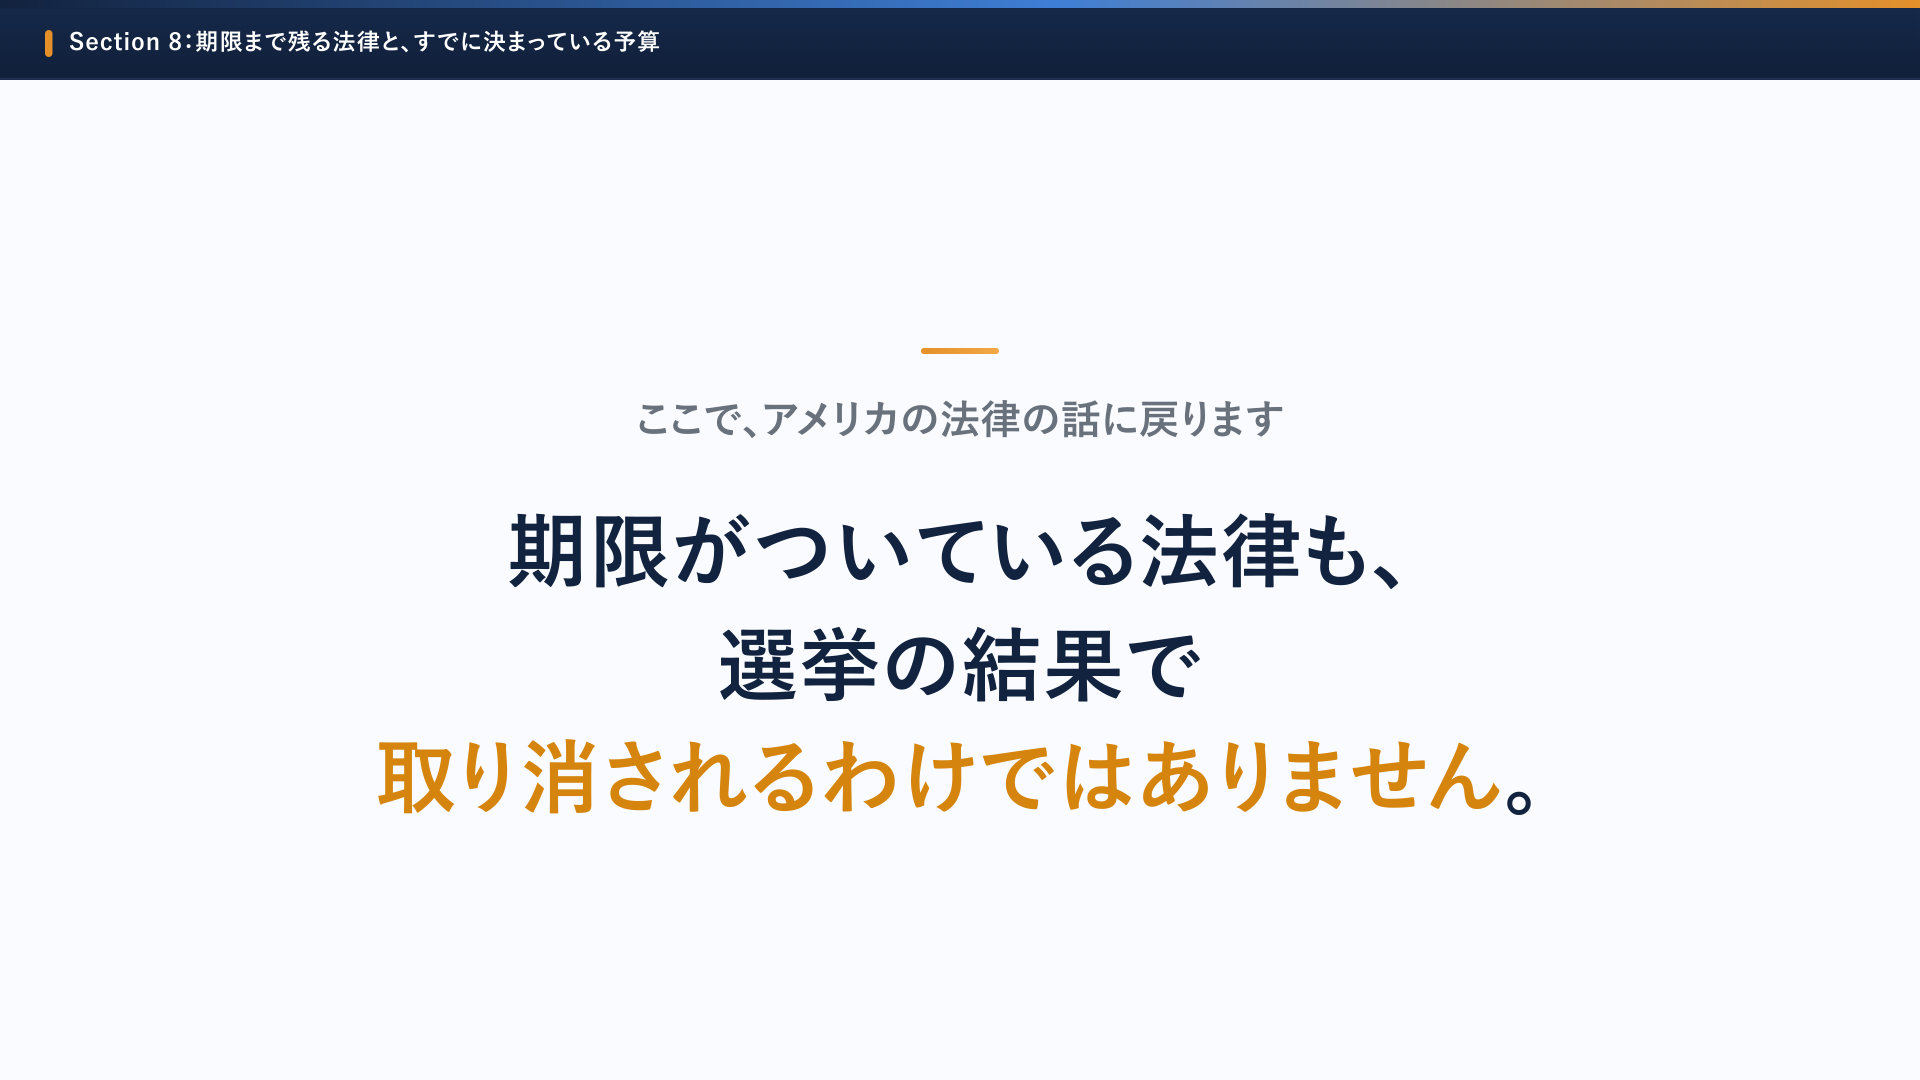 Section 8：期限まで残る法律と、すでに決まっている予算
ここで、アメリカの法律の話に戻ります
期限がついている法律も、
選挙の結果で
取り消されるわけではありません。